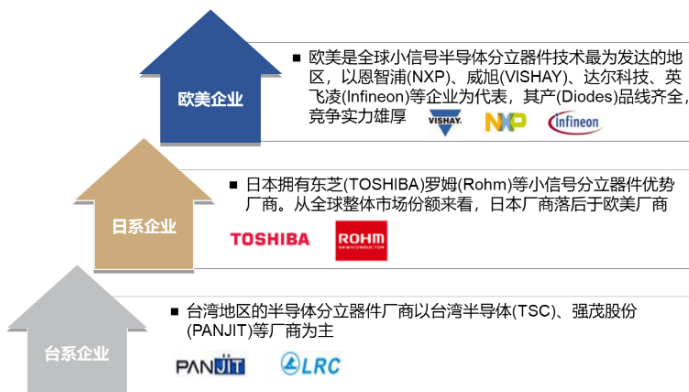 欧美企业
■ 欧美是全球小信号半导体分立器件技术最为发达的地
区，以恩智浦(NXP)、威旭(VISHAY)、达尔科技、英
飞凌(Infineon)等企业为代表，其产(Diodes)品线齐全，
竞争实力雄厚
VISHAY NXP infineon
日系企业
■ 日本拥有东芝(TOSHIBA)罗姆(Rohm)等小信号分立器件优势
厂商。从全球整体市场份额来看，日本厂商落后于欧美厂商
TOSHIBA ROHM
SEMICONDUCTOR
台系企业
■ 台湾地区的半导体分立器件厂商以台湾半导体(TSC)、强茂股份
(PANJIT)等厂商为主
PANJIT LRC